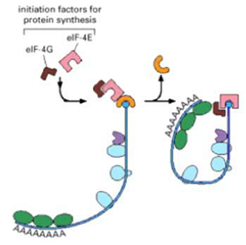 initiation factors for
protein synthesis
eIF-4E
eIF-4G
AAAAAAAA
AAAAAAAA